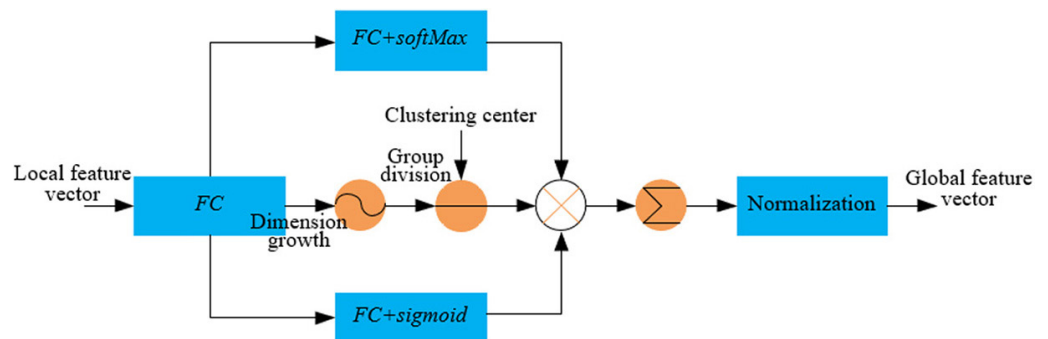 FC+softMax
Clustering center
Group
division
Local feature
vector
FC
Dimension
growth
Normalization
Global feature
vector
FC+sigmoid